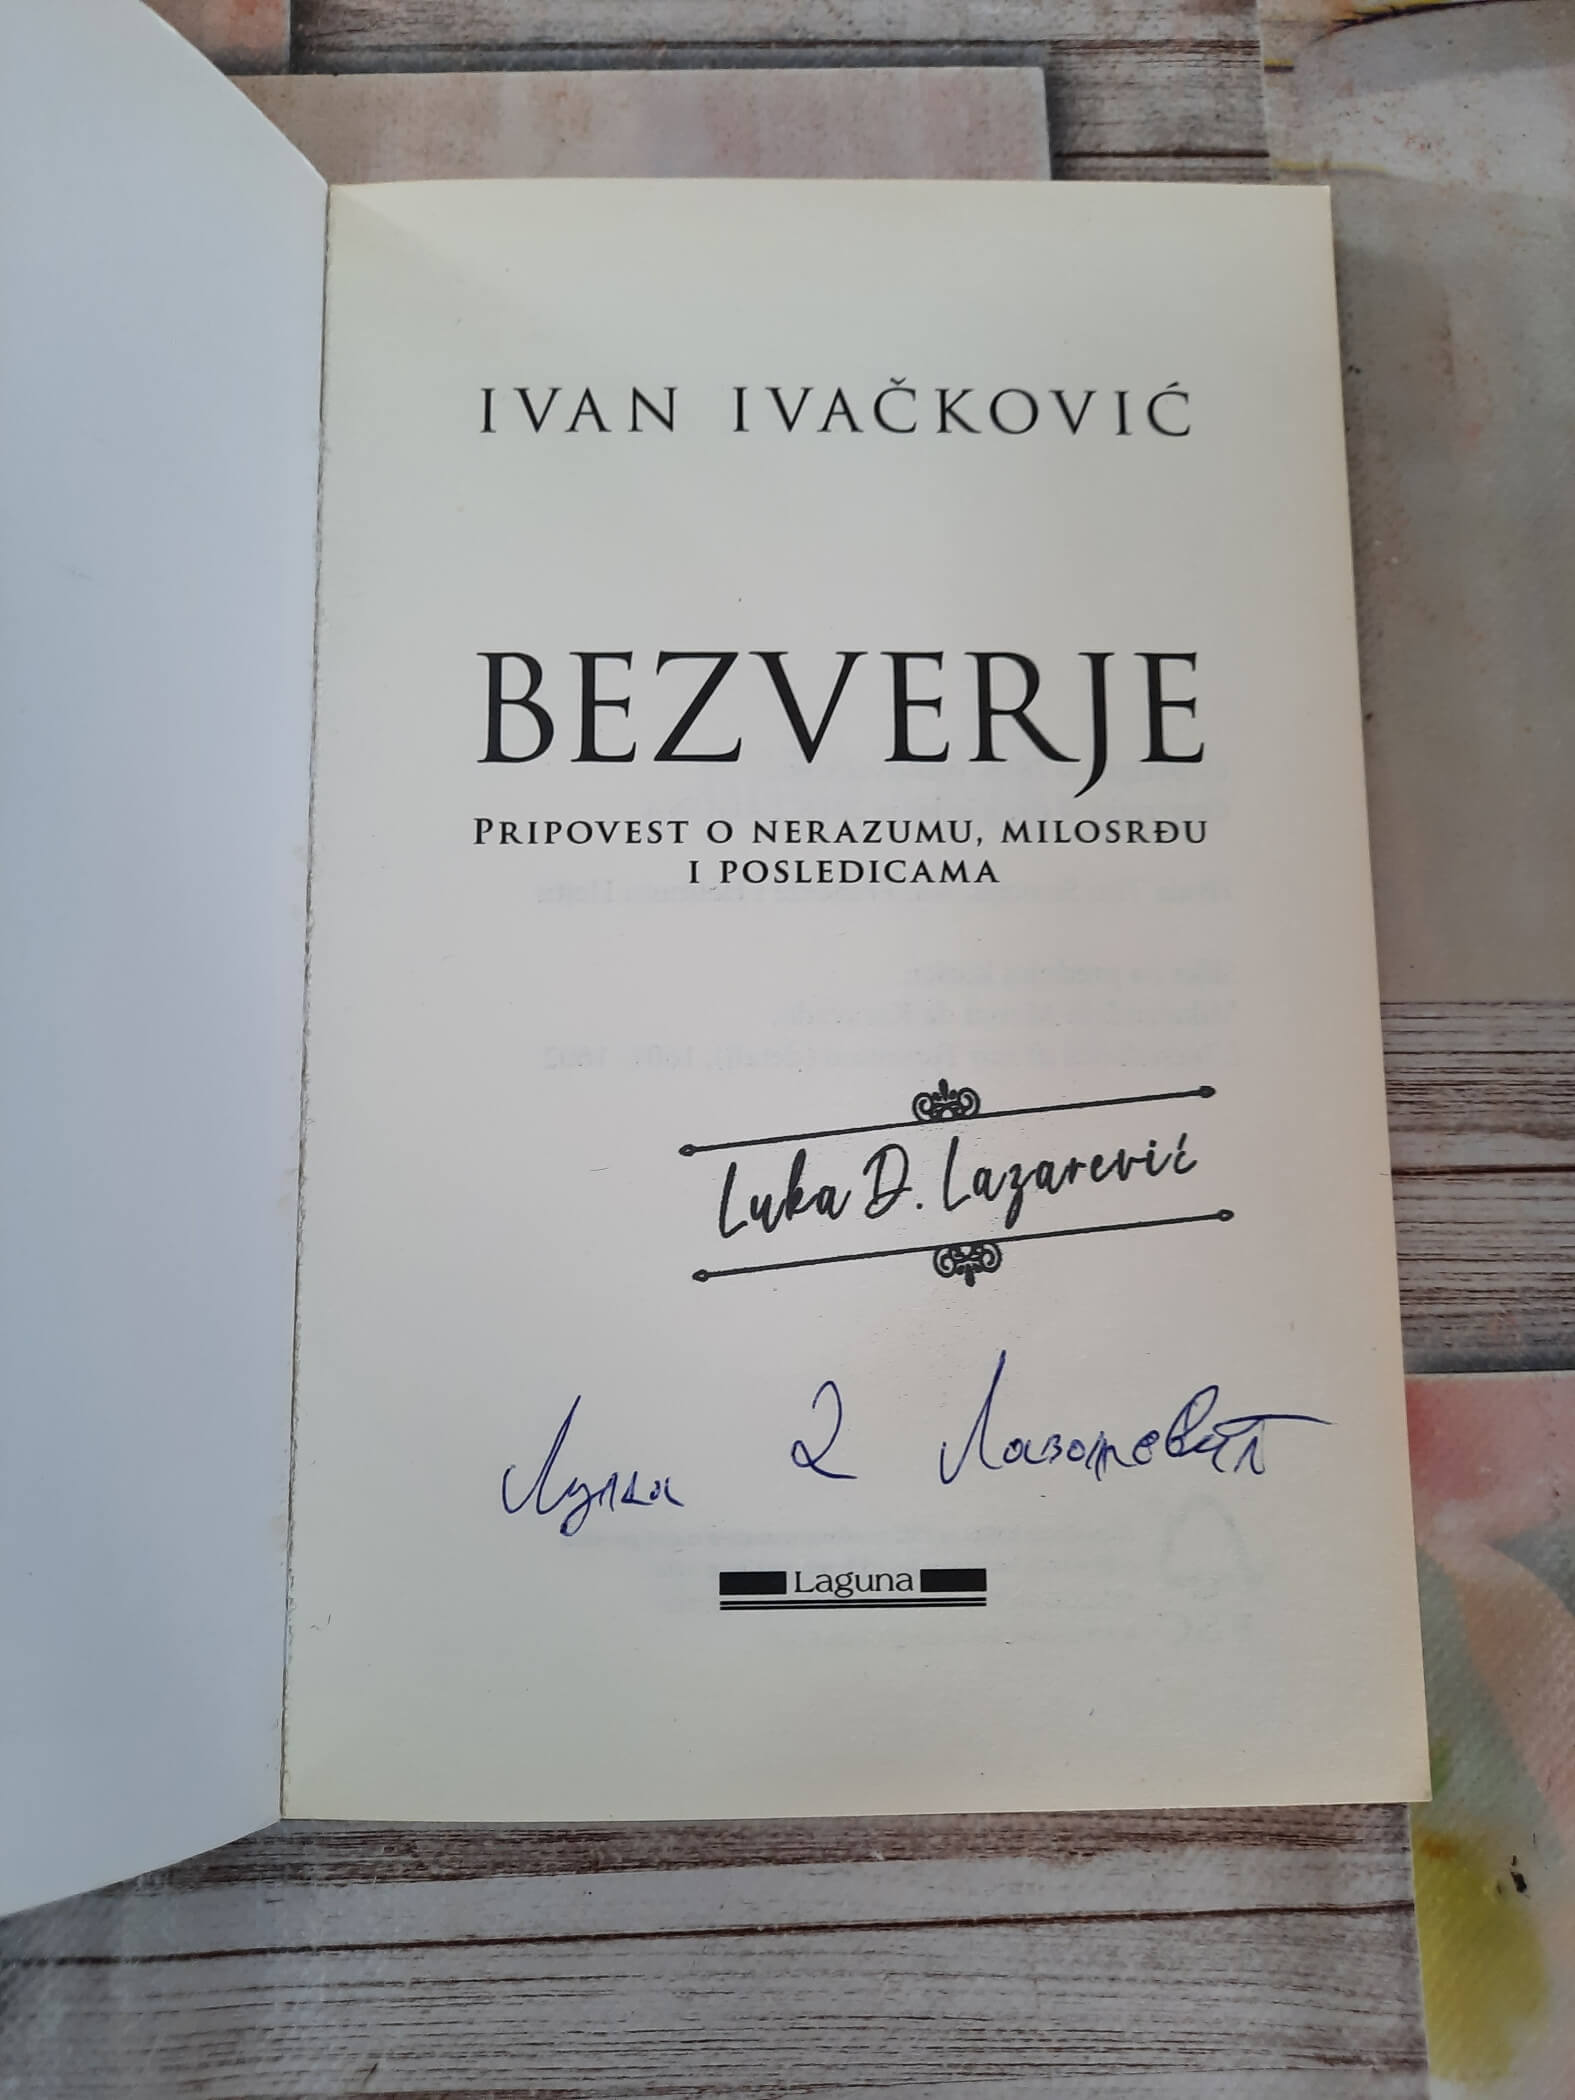 IVAN IVAČKOVIĆ
BEZVERJE
PRIPOVEST O NERAZUMU, MILOSRĐU
I POSLEDICAMA
Luka D. Lazarević
Лука Д Лазаревић
Laguna